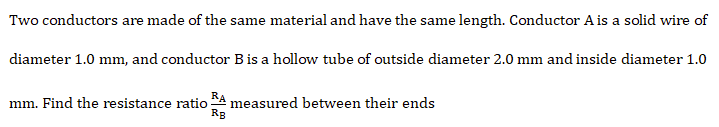 Two conductors are made of the same material and have the same length. Conductor A is a solid wire of
diameter 1.0 mm, and conductor B is a hollow tube of outside diameter 2.0 mm and inside diameter 1.0
mm. Find the resistance ratio R_A/R_B measured between their ends